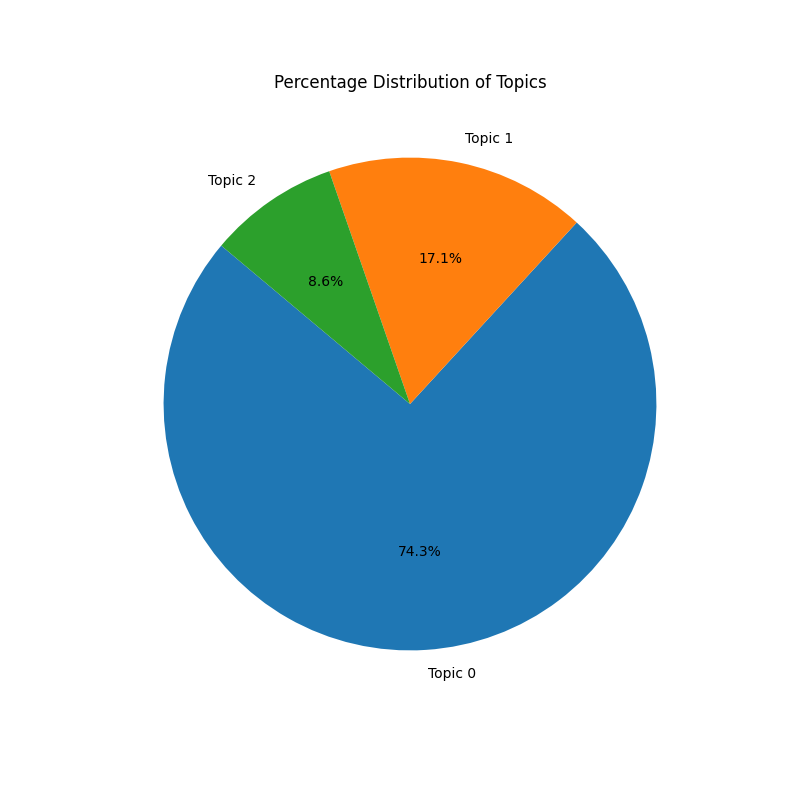 Percentage Distribution of Topics
Topic 1
Topic 2
17.1%
8.6%
74.3%
Topic 0